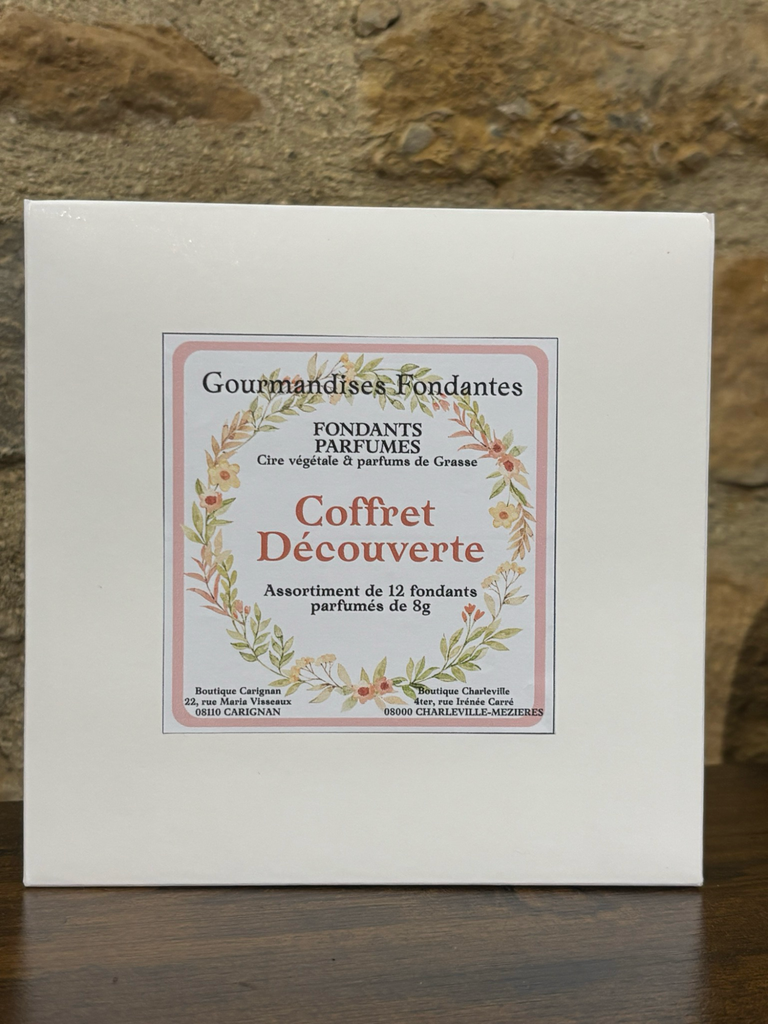 Gourmandises Fondantes
FONDANTS
PARFUMES
Cire végétale & parfums de Grasse
Coffret
Découverte
Assortiment de 12 fondants
parfumés de 8g
Boutique Carignan
22, rue Maria Visseaux
08110 CARIGNAN
Boutique Charleville
4ter, rue Irénée Carré
08000 CHARLEVILLE-MEZIERES